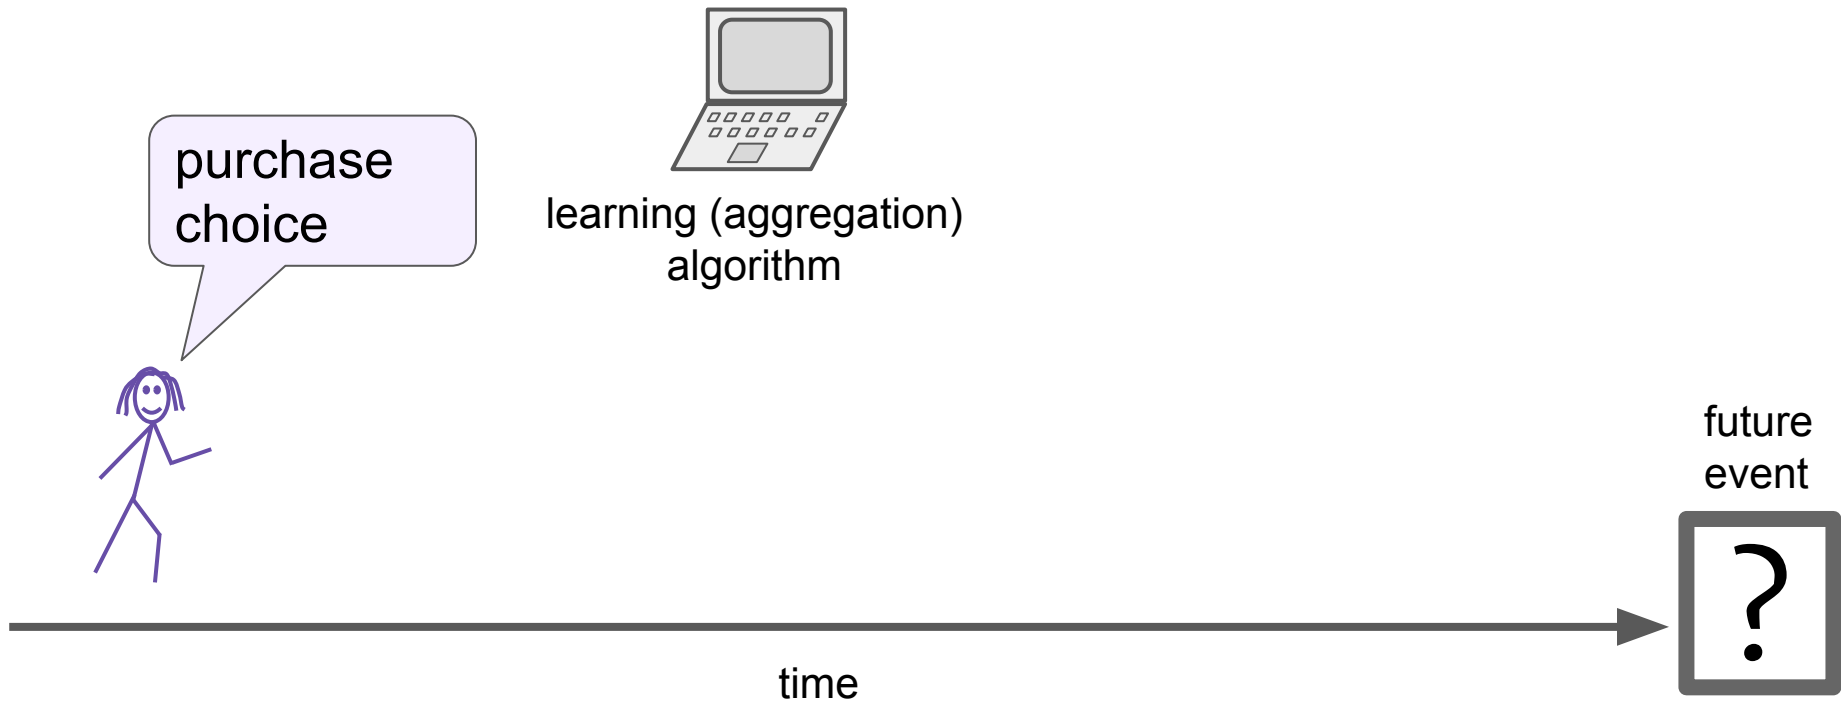 purchase
choice
learning (aggregation)
algorithm
future
event
?
time